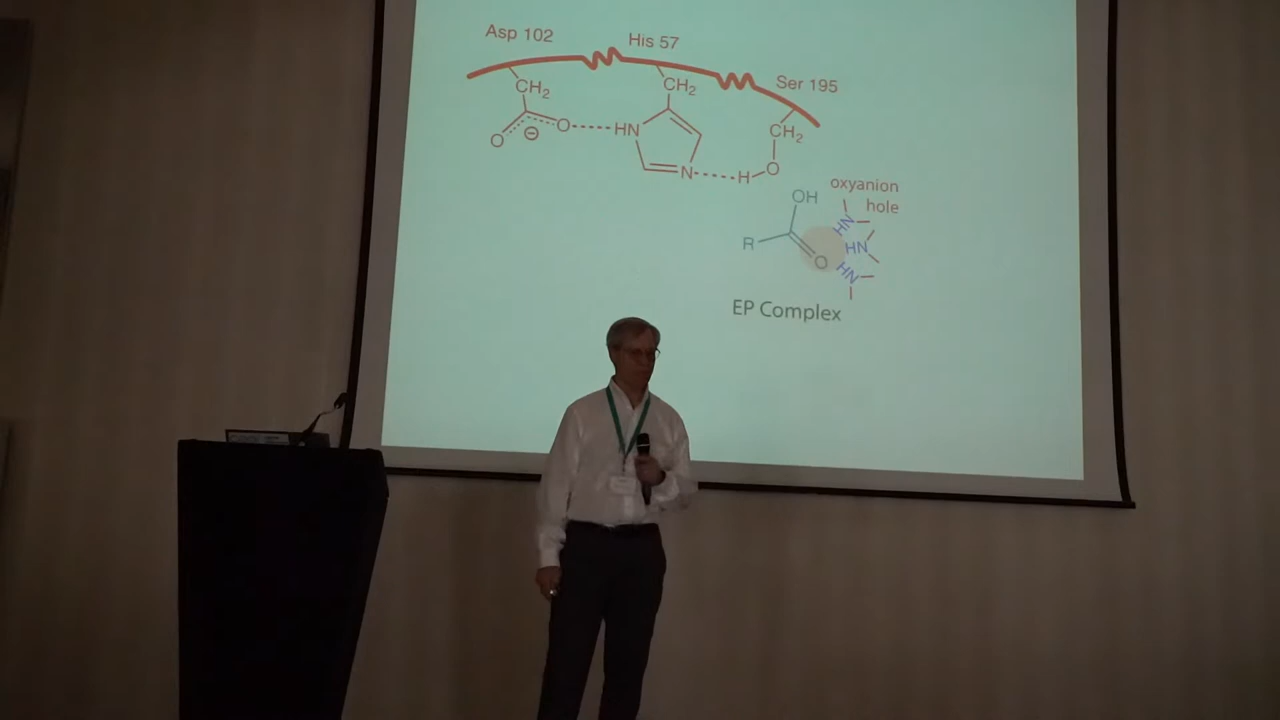 Asp 102
His 57
Ser 195
CH₂
CH₂
CH₂
O
O
⊖
HN
N
H
O
OH
R
O
oxyanion
hole
HN
HN
HN
EP Complex